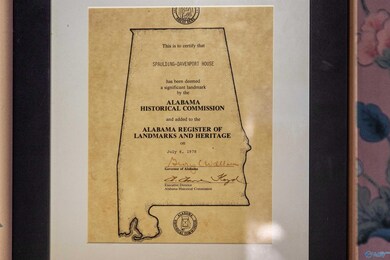 This is to certify that
SPAULDING-DAVENPORT HOUSE
has been deemed
a significant landmark
by the
ALABAMA
HISTORICAL COMMISSION
and added to the
ALABAMA REGISTER OF
LANDMARKS AND HERITAGE
on
July 6, 1978
Governor of Alabama
Executive Director
Alabama Historical Commission